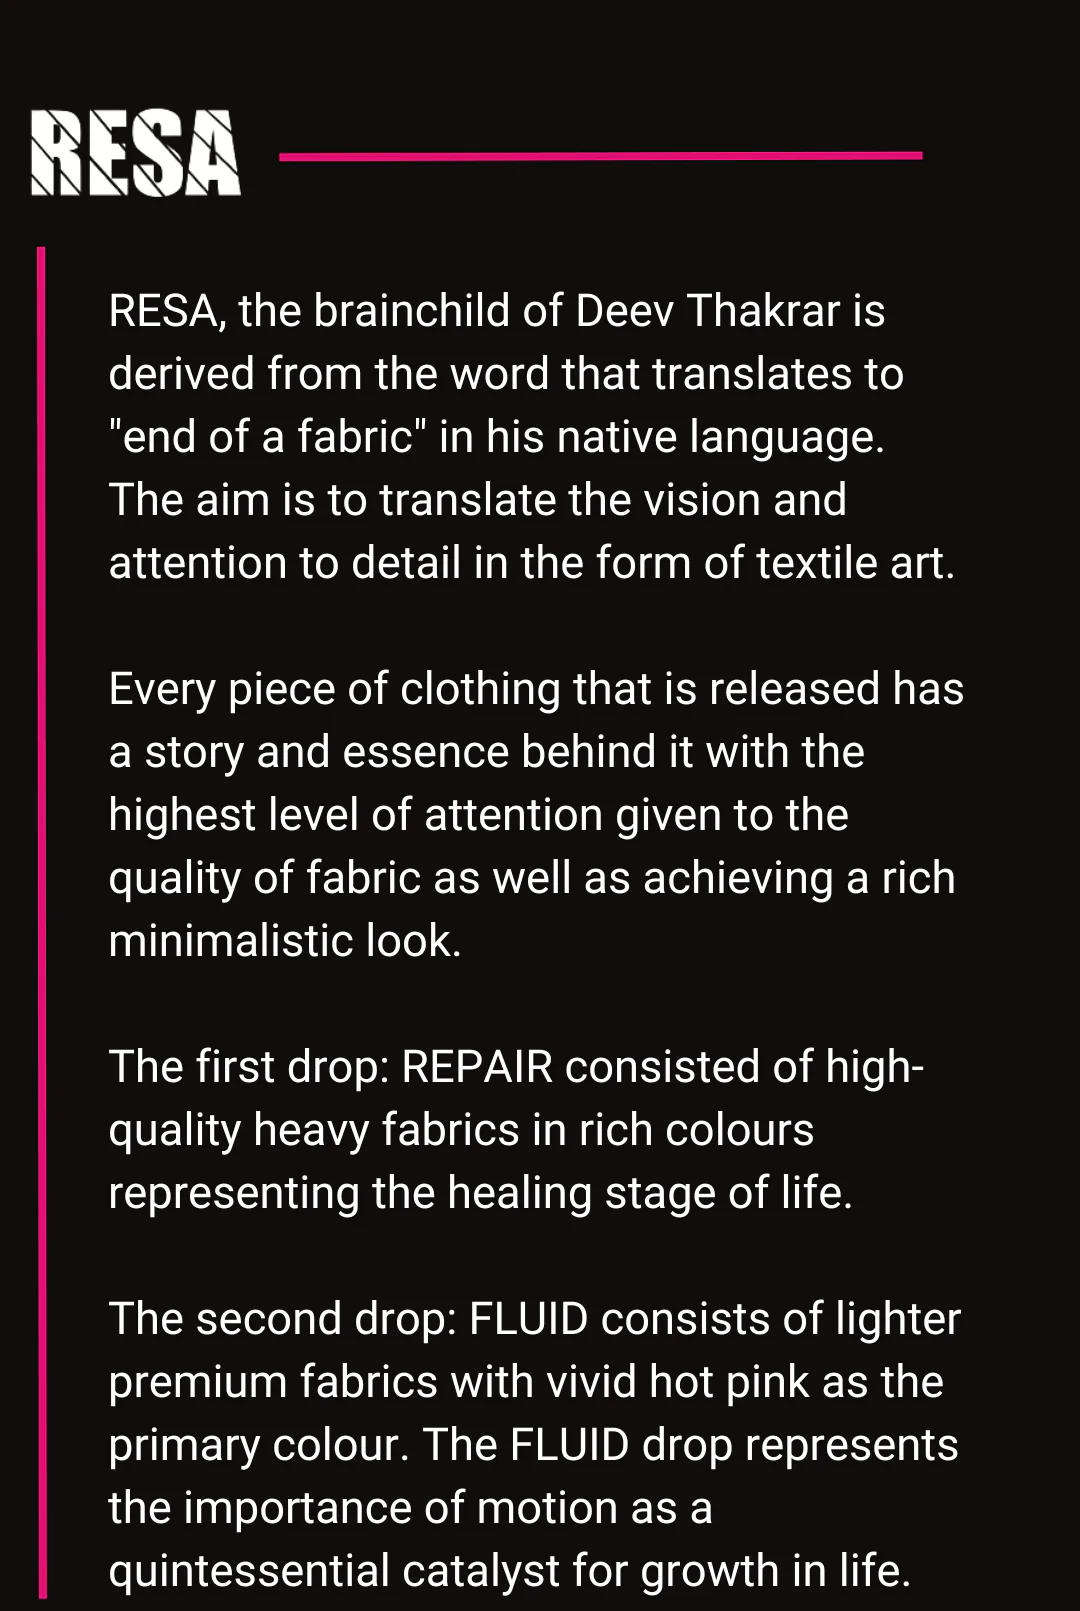 RESA
RESA, the brainchild of Deev Thakrar is
derived from the word that translates to
"end of a fabric" in his native language.
The aim is to translate the vision and
attention to detail in the form of textile art.
Every piece of clothing that is released has
a story and essence behind it with the
highest level of attention given to the
quality of fabric as well as achieving a rich
minimalistic look.
The first drop: REPAIR consisted of high-
quality heavy fabrics in rich colours
representing the healing stage of life.
The second drop: FLUID consists of lighter
premium fabrics with vivid hot pink as the
primary colour. The FLUID drop represents
the importance of motion as a
quintessential catalyst for growth in life.